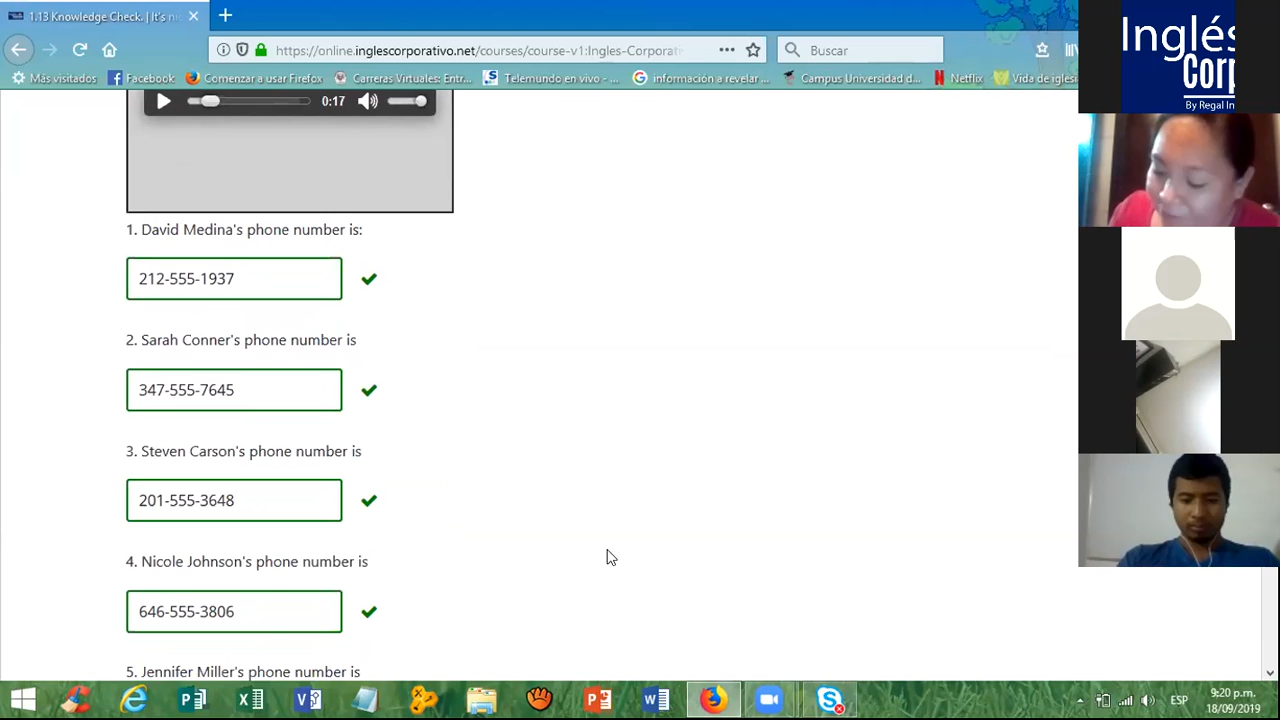 1.13 Knowledge Check. | It's ni
https://online.inglescorporativo.net/courses/course-v1:Ingles-Corporat
Buscar
Más visitados
Facebook
Comenzar a usar Firefox
Carreras Virtuales: Entr...
Telemundo en vivo - ...
información a revelar ...
Campus Universidad d...
Netflix
Vida de iglesi
Inglés
Corp
By Regal In
0:17
1. David Medina's phone number is:
212-555-1937
2. Sarah Conner's phone number is
347-555-7645
3. Steven Carson's phone number is
201-555-3648
4. Nicole Johnson's phone number is
646-555-3806
5. Jennifer Miller's phone number is
ESP
9:20 p.m.
18/09/2019